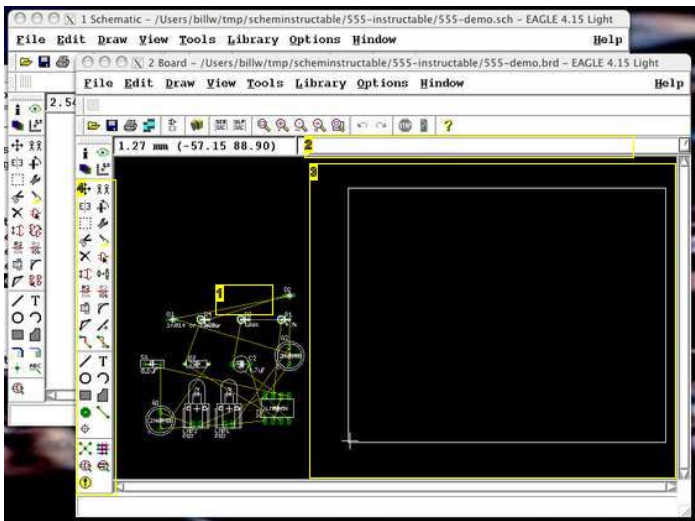 X 1 Schematic - /Users/billw/tmp/scheminstructable/555-instructable/555-demo.sch - EAGLE 4.15 Light
File Edit Draw View Tools Library Options Window Help
X 2 Board - /Users/billw/tmp/scheminstructable/555-instructable/555-demo.brd - EAGLE 4.15 Light
File Edit Draw View Tools Library Options Window Help
2.54
1.27 mm (-57.15 88.90)
2
3
4
1